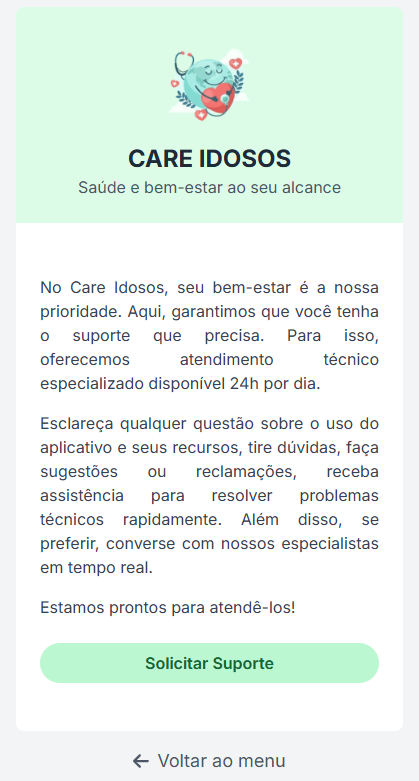 CARE IDOSOS
Saúde e bem-estar ao seu alcance
No Care Idosos, seu bem-estar é a nossa
prioridade. Aqui, garantimos que você tenha
o suporte que precisa. Para isso,
oferecemos atendimento técnico
especializado disponível 24h por dia.
Esclareça qualquer questão sobre o uso do
aplicativo e seus recursos, tire dúvidas, faça
sugestões ou reclamações, receba
assistência para resolver problemas
técnicos rapidamente. Além disso, se
preferir, converse com nossos especialistas
em tempo real.
Estamos prontos para atendê-los!
Solicitar Suporte
← Voltar ao menu